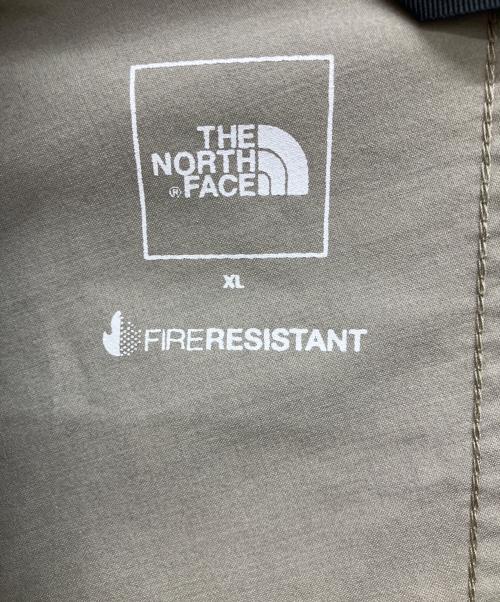 THE
NORTH
® FACE
XL
FIRERESISTANT